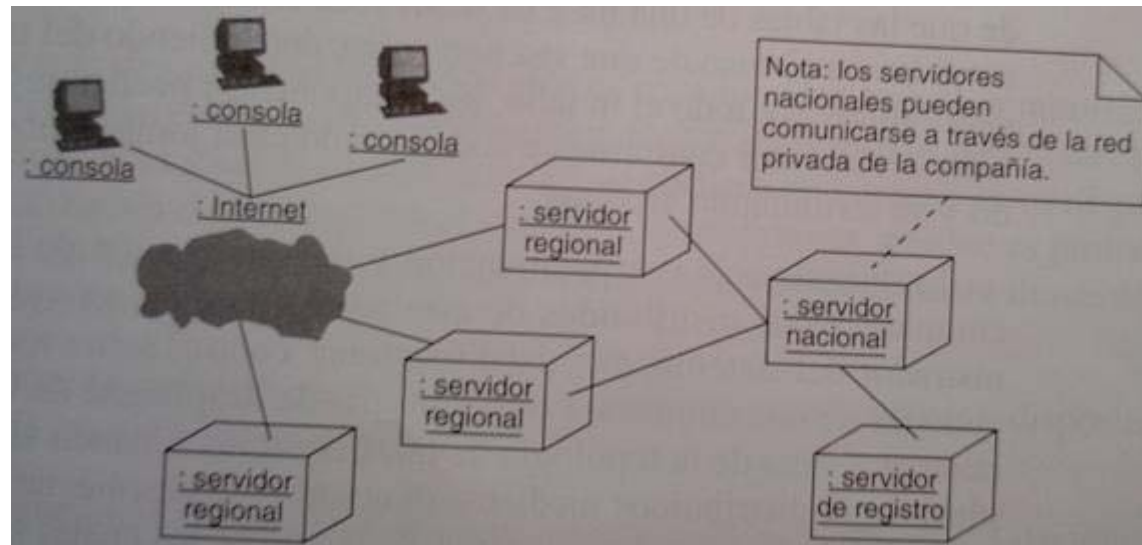 : consola
: consola
: consola
: Internet
Nota: los servidores
nacionales pueden
comunicarse a través de la red
privada de la compañía.
: servidor
regional
: servidor
nacional
: servidor
regional
: servidor
regional
: servidor
de registro